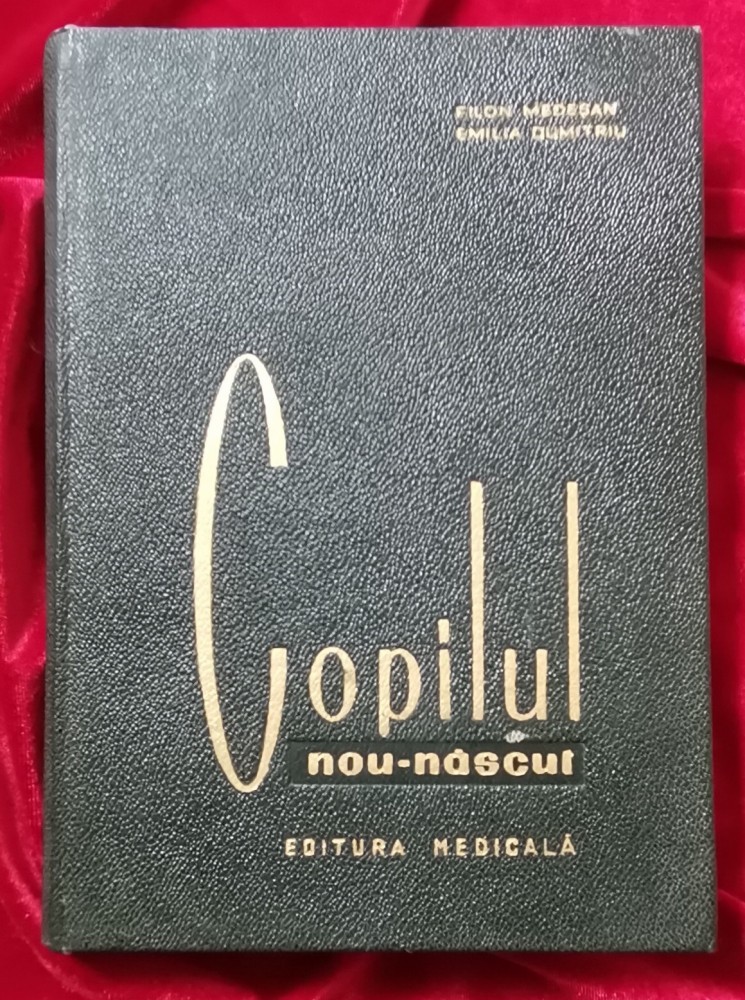 FILON MEDEȘAN
EMILIA DUMITRIU
Copilul
nou-născut
EDITURA MEDICALĂ